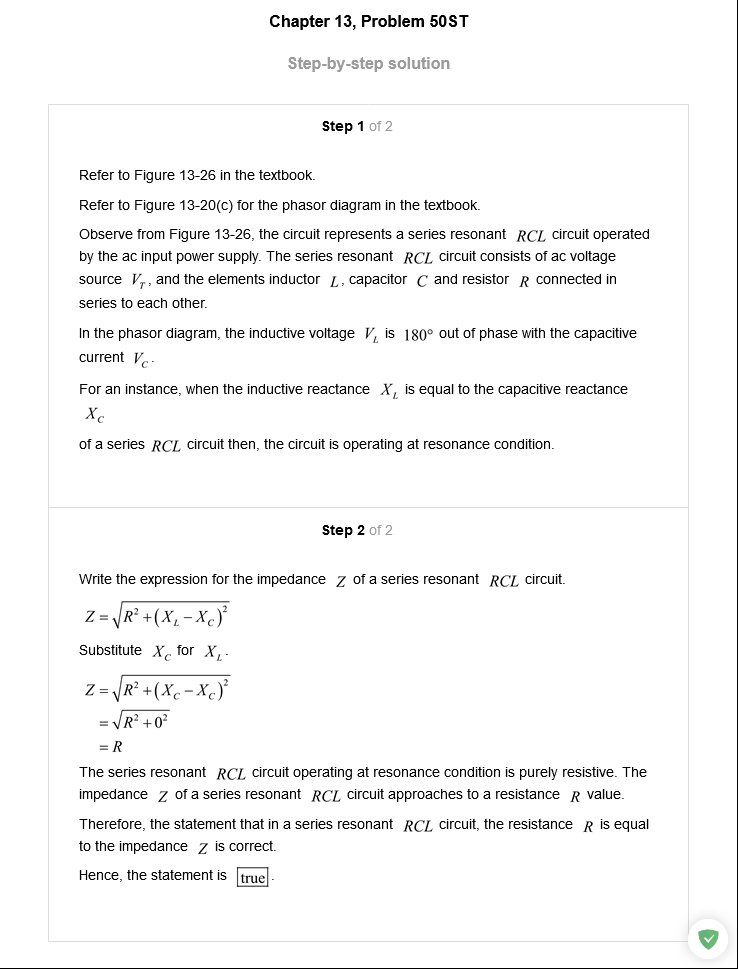 Chapter 13, Problem 50ST
Step-by-step solution
Step 1 of 2
Refer to Figure 13-26 in the textbook.
Refer to Figure 13-20(c) for the phasor diagram in the textbook.
Observe from Figure 13-26, the circuit represents a series resonant RCL circuit operated
by the ac input power supply. The series resonant RCL circuit consists of ac voltage
source V_T, and the elements inductor L, capacitor C and resistor R connected in
series to each other.
In the phasor diagram, the inductive voltage V_L is 180° out of phase with the capacitive
current V_C.
For an instance, when the inductive reactance X_L is equal to the capacitive reactance
X_C
of a series RCL circuit then, the circuit is operating at resonance condition.
Step 2 of 2
Write the expression for the impedance Z of a series resonant RCL circuit.
Z = √(R² + (X_L − X_C)²)
Substitute X_C for X_L.
Z = √(R² + (X_C − X_C)²)
= √(R² + 0²)
= R
The series resonant RCL circuit operating at resonance condition is purely resistive. The
impedance Z of a series resonant RCL circuit approaches to a resistance R value.
Therefore, the statement that in a series resonant RCL circuit, the resistance R is equal
to the impedance Z is correct.
Hence, the statement is true.